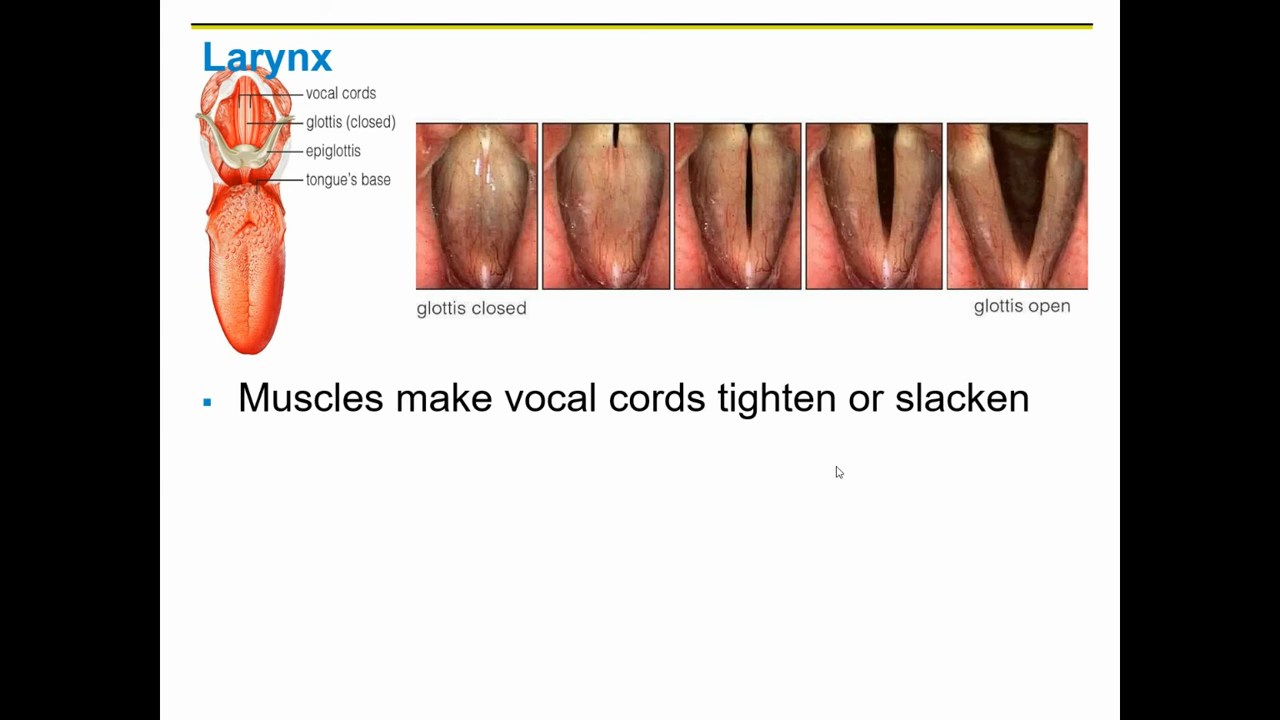 Larynx
vocal cords
glottis (closed)
epiglottis
tongue's base
glottis closed
glottis open
▪ Muscles make vocal cords tighten or slacken